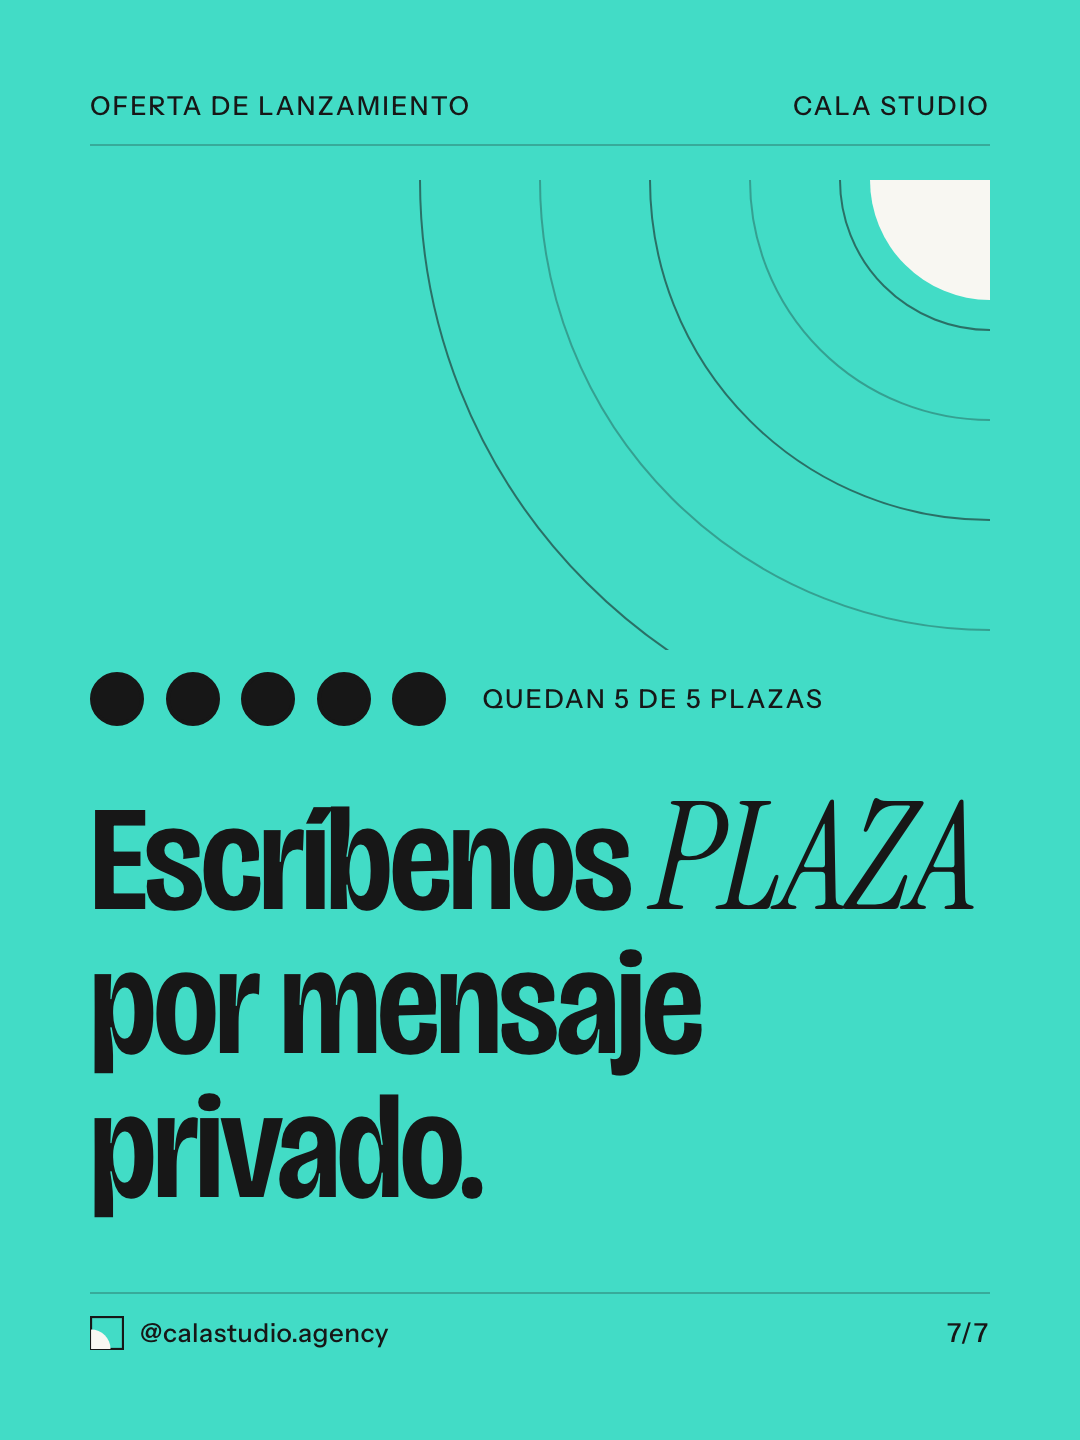 OFERTA DE LANZAMIENTO
CALA STUDIO
QUEDAN 5 DE 5 PLAZAS
Escríbenos PLAZA
por mensaje
privado.
@calastudio.agency
7/7